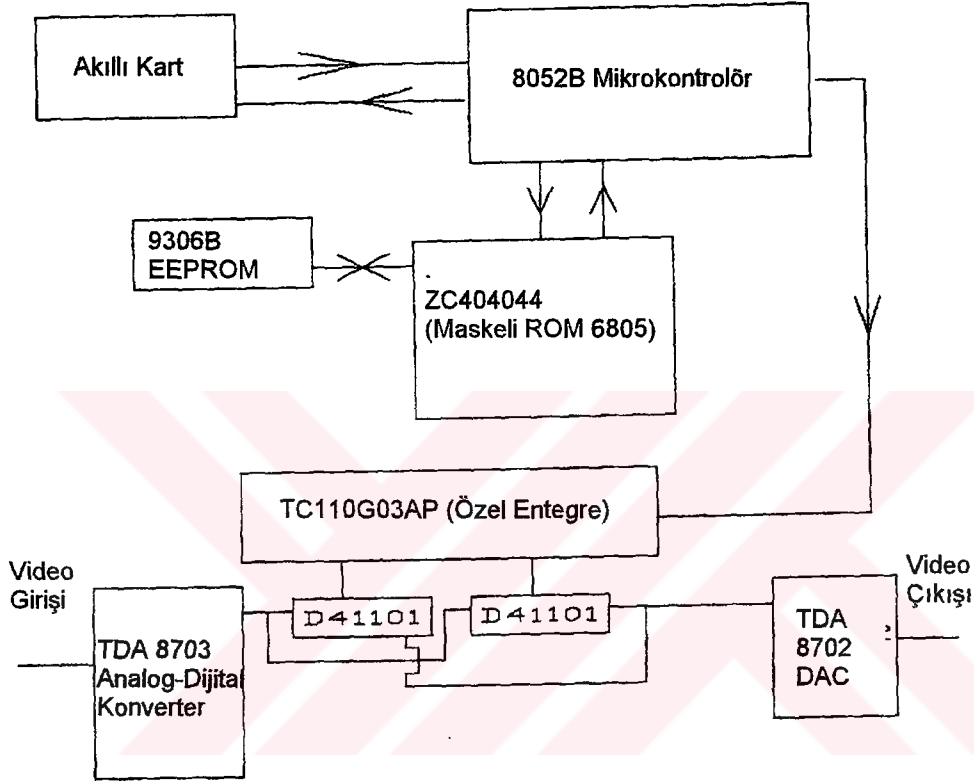 Akıllı Kart
8052B Mikrokontrolör
9306B
EEPROM
ZC404044
(Maskeli ROM 6805)
TC110G03AP (Özel Entegre)
Video
Girişi
D41101
D41101
Video
Çıkışı
TDA 8703
Analog-Dijital
Konverter
TDA
8702
DAC